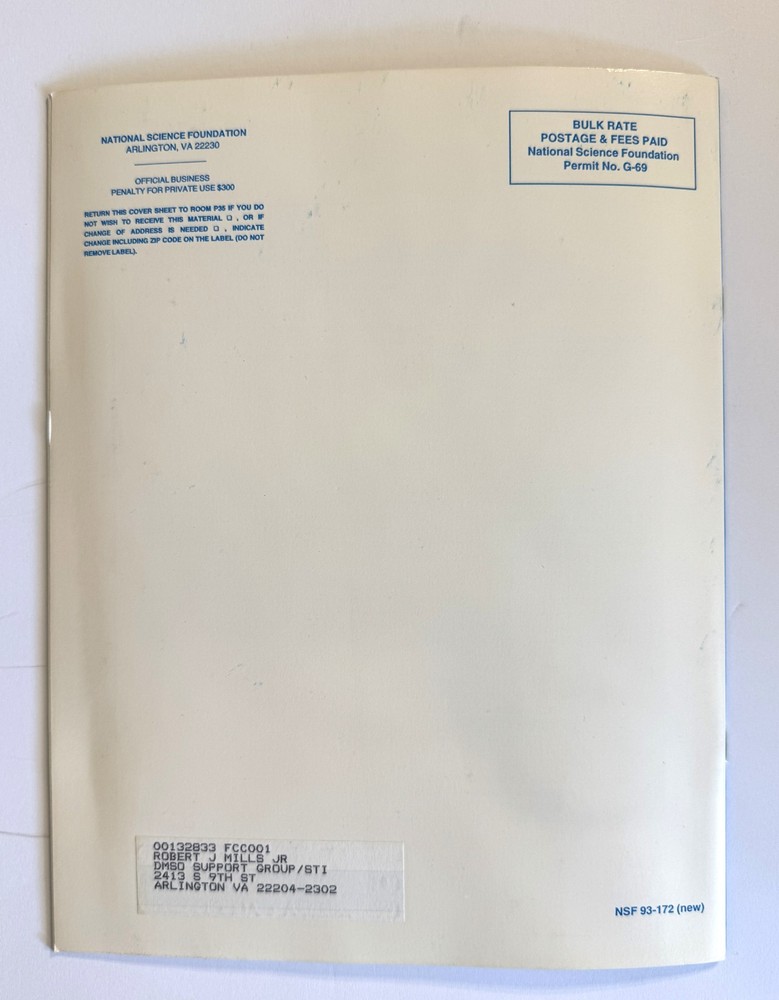 NATIONAL SCIENCE FOUNDATION
ARLINGTON, VA 22230
OFFICIAL BUSINESS
PENALTY FOR PRIVATE USE $300
RETURN THIS COVER SHEET TO ROOM P35 IF YOU DO
NOT WISH TO RECEIVE THIS MATERIAL ☐ , OR IF
CHANGE OF ADDRESS IS NEEDED ☐ , INDICATE
CHANGE INCLUDING ZIP CODE ON THE LABEL (DO NOT
REMOVE LABEL).
BULK RATE
POSTAGE & FEES PAID
National Science Foundation
Permit No. G-69
00132833 FCC001
ROBERT J MILLS JR
DMSO SUPPORT GROUP/STI
2413 S 9TH ST
ARLINGTON VA 22204-2302
NSF 93-172 (new)